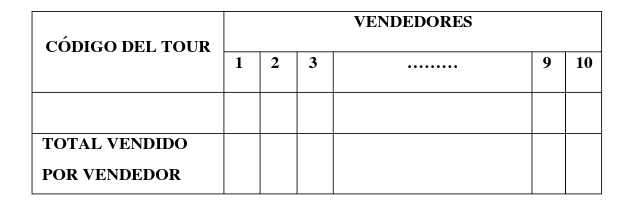 VENDEDORES
CÓDIGO DEL TOUR
1 2 3 ......... 9 10
TOTAL VENDIDO
POR VENDEDOR